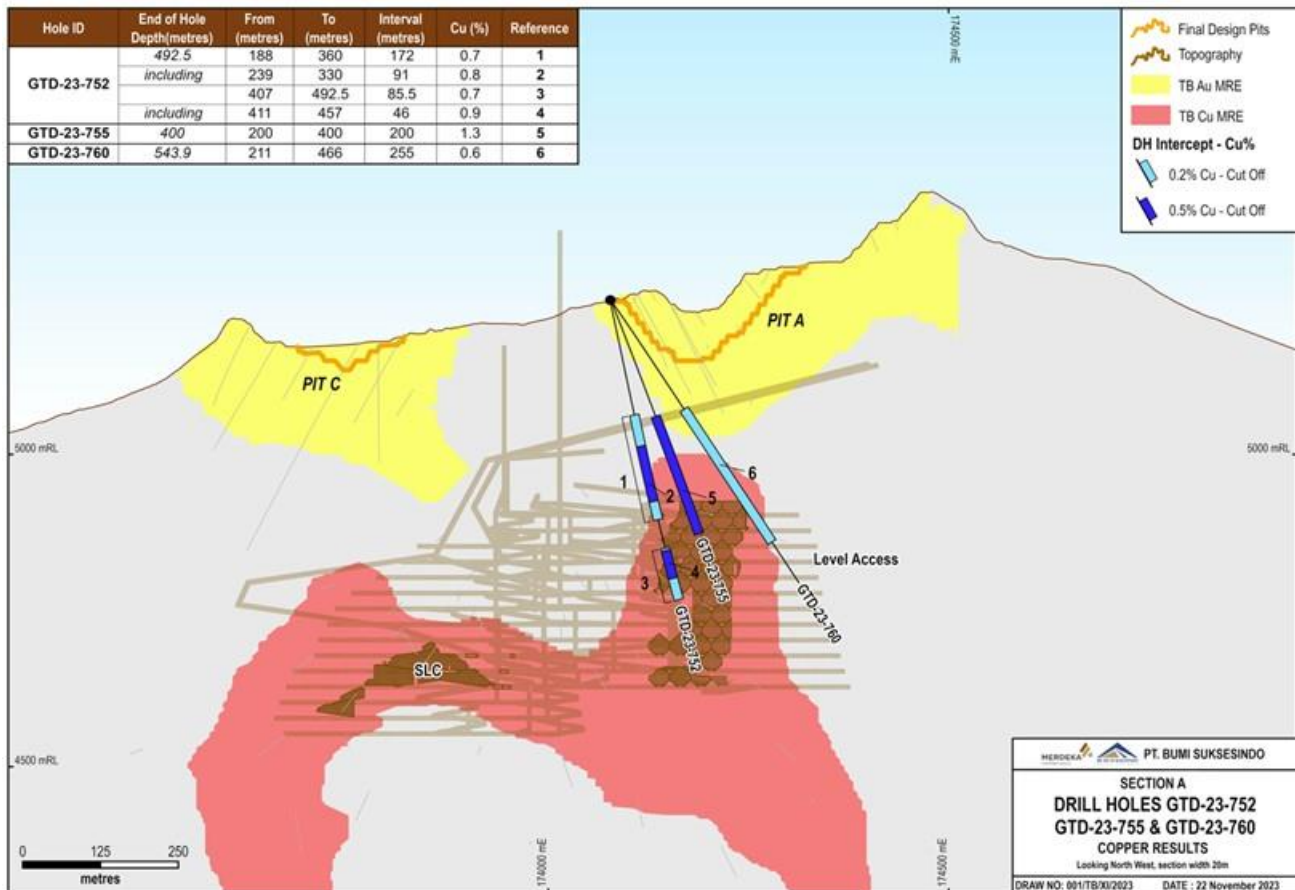 Hole ID End of Hole Depth(metres) From (metres) To (metres) Interval (metres) Cu (%) Reference
GTD-23-752 492.5 188 360 172 0.7 1
including 239 330 91 0.8 2
407 492.5 85.5 0.7 3
including 411 457 46 0.9 4
GTD-23-755 400 200 400 200 1.3 5
GTD-23-760 543.9 211 466 255 0.6 6
174500 mE
Final Design Pits
Topography
TB Au MRE
TB Cu MRE
DH Intercept - Cu%
0.2% Cu - Cut Off
0.5% Cu - Cut Off
PIT A
PIT C
5000 mRL
5000 mRL
1
2
5
6
3
4
Level Access
GTD-23-755
GTD-23-760
GTD-23-752
SLC
4500 mRL
174000 mE
174500 mE
0 125 250
metres
MERDEKA
PT. BUMI SUKSESINDO
SECTION A
DRILL HOLES GTD-23-752
GTD-23-755 & GTD-23-760
COPPER RESULTS
Looking North West, section width 20m
DRAW NO: 001/TB/XI/2023 DATE : 22 November 2023